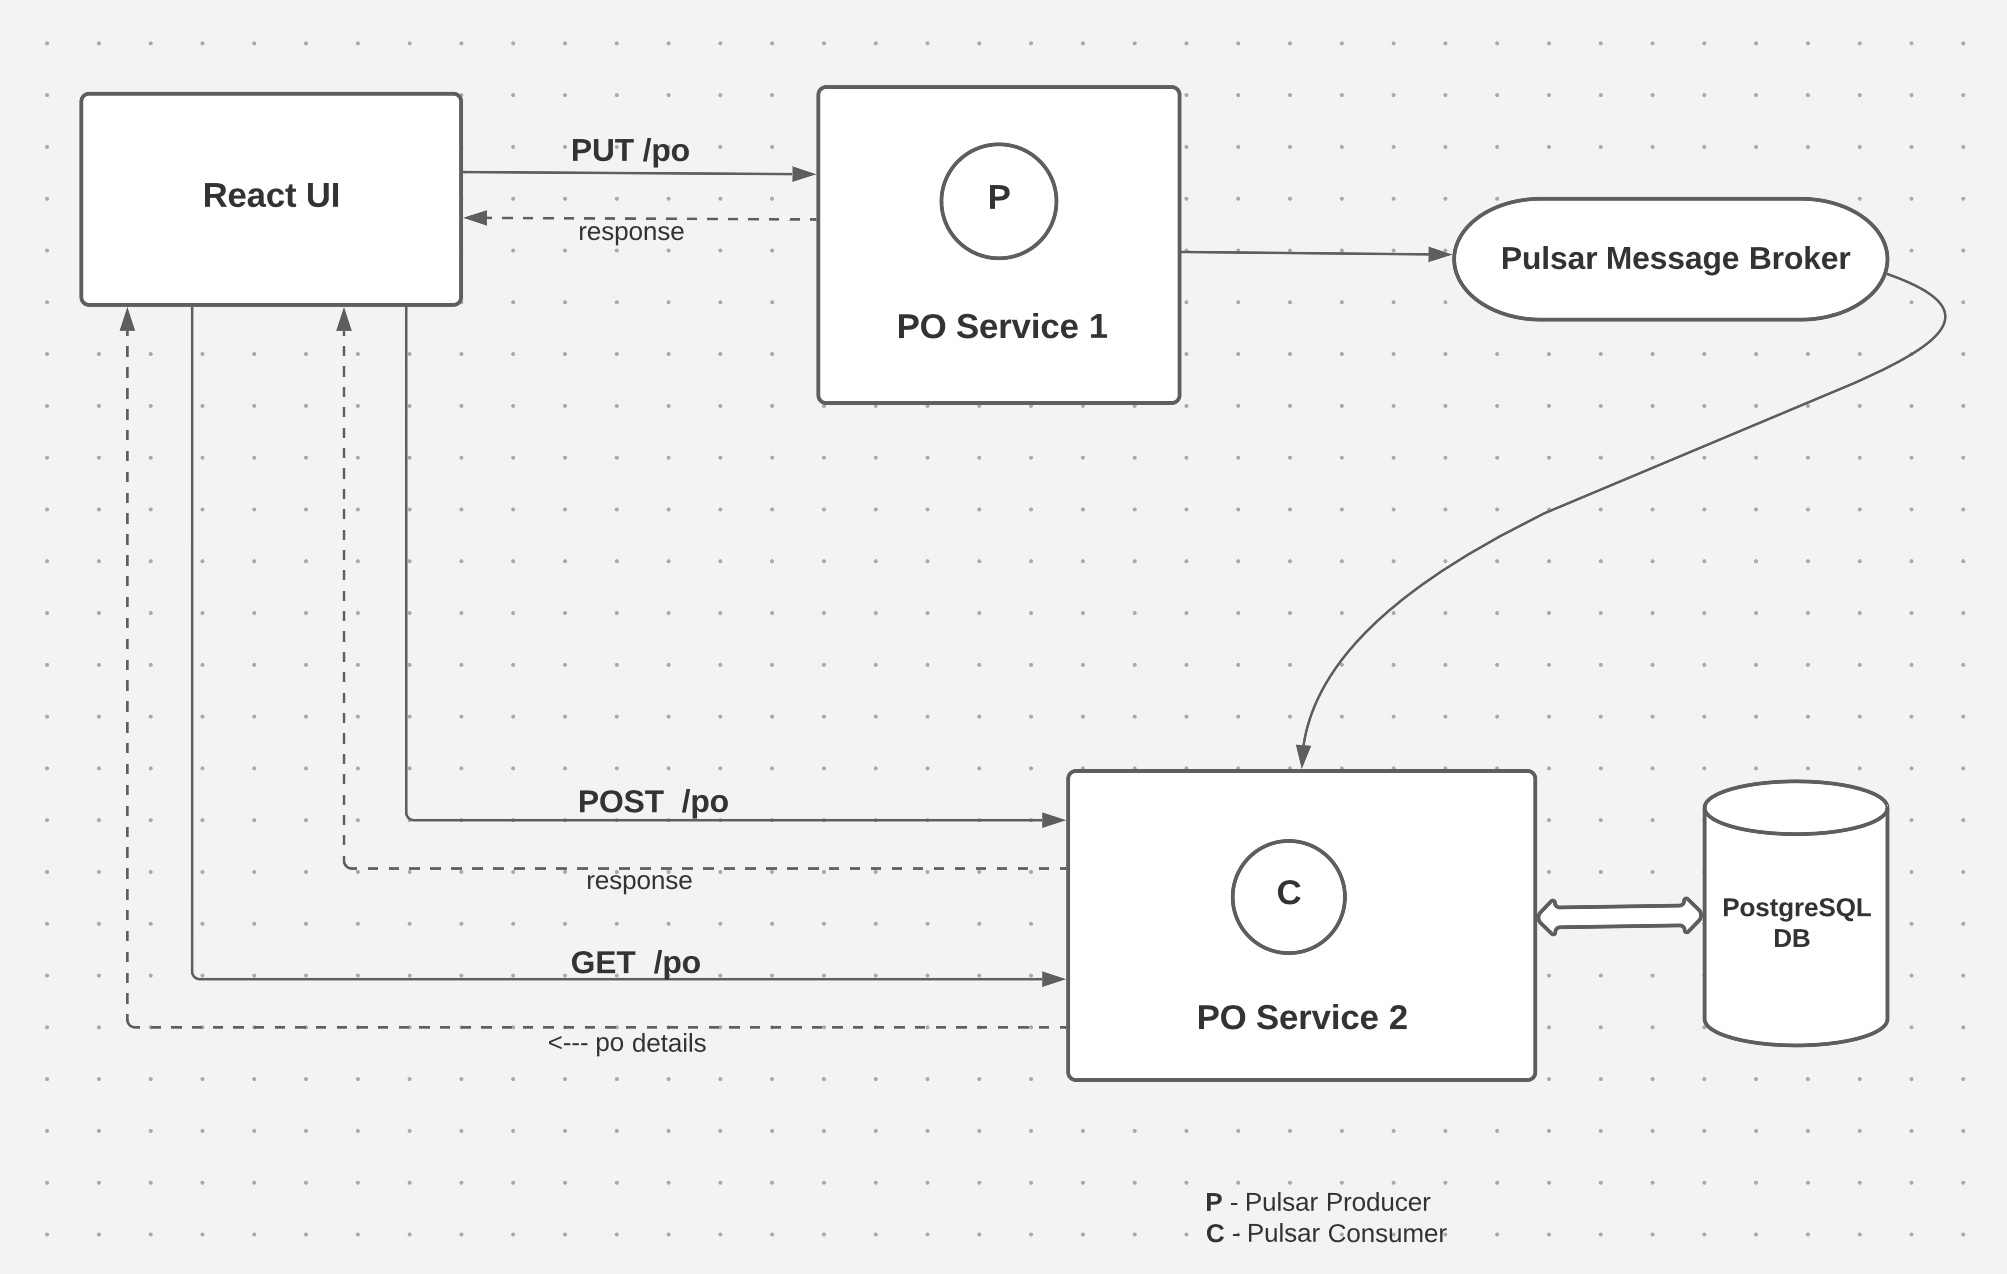 React UI
PUT /po
response
P
PO Service 1
Pulsar Message Broker
POST  /po
response
GET  /po
<--- po details
C
PO Service 2
PostgreSQL
DB
P - Pulsar Producer
C - Pulsar Consumer